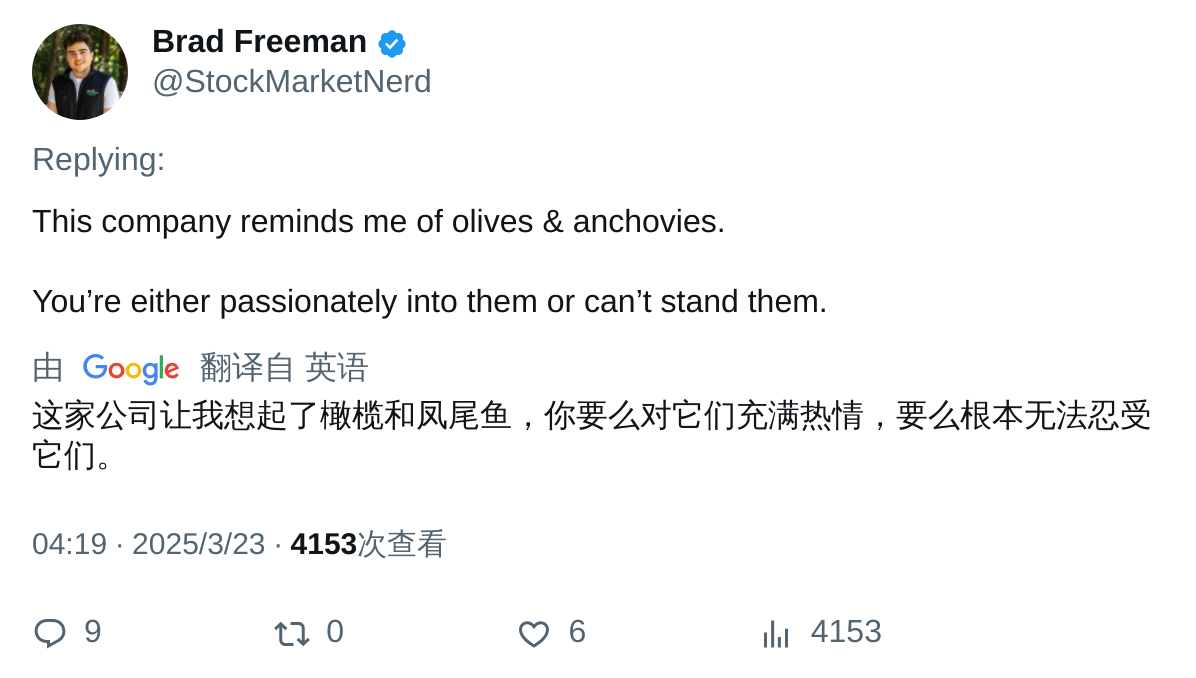 Brad Freeman
@StockMarketNerd
Replying:
This company reminds me of olives & anchovies.
You’re either passionately into them or can’t stand them.
由 Google 翻译自 英语
这家公司让我想起了橄榄和凤尾鱼，你要么对它们充满热情，要么根本无法忍受
它们。
04:19 · 2025/3/23 · 4153次查看
9 0 6 4153